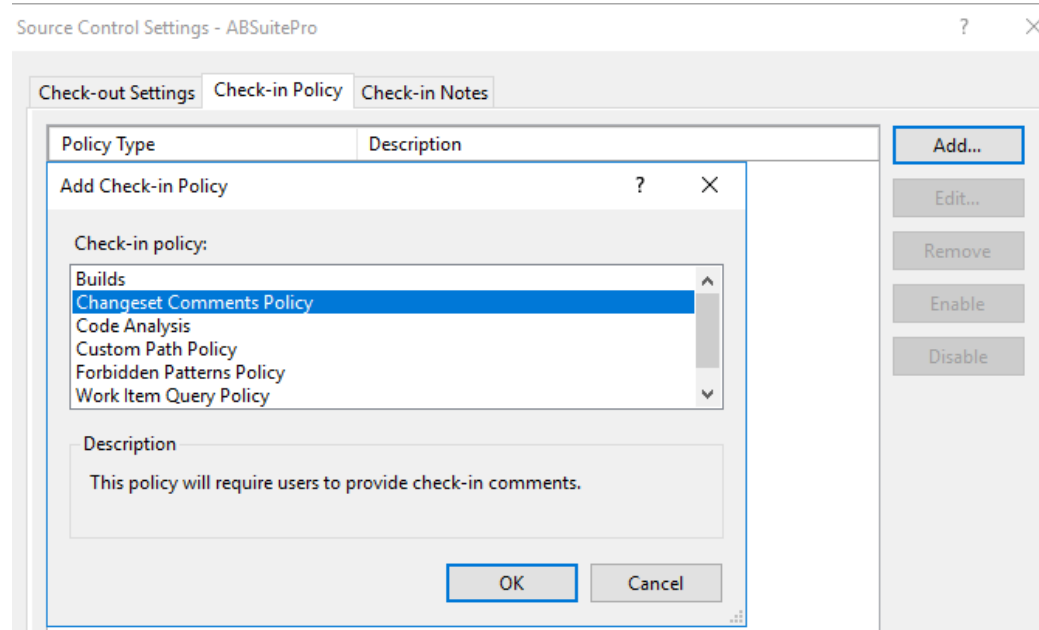 Source Control Settings - ABSuitePro ?
Check-out Settings Check-in Policy Check-in Notes
Policy Type Description
Add...
Edit...
Remove
Enable
Disable
Add Check-in Policy ?
Check-in policy:
Builds
Changeset Comments Policy
Code Analysis
Custom Path Policy
Forbidden Patterns Policy
Work Item Query Policy
Description
This policy will require users to provide check-in comments.
OK Cancel